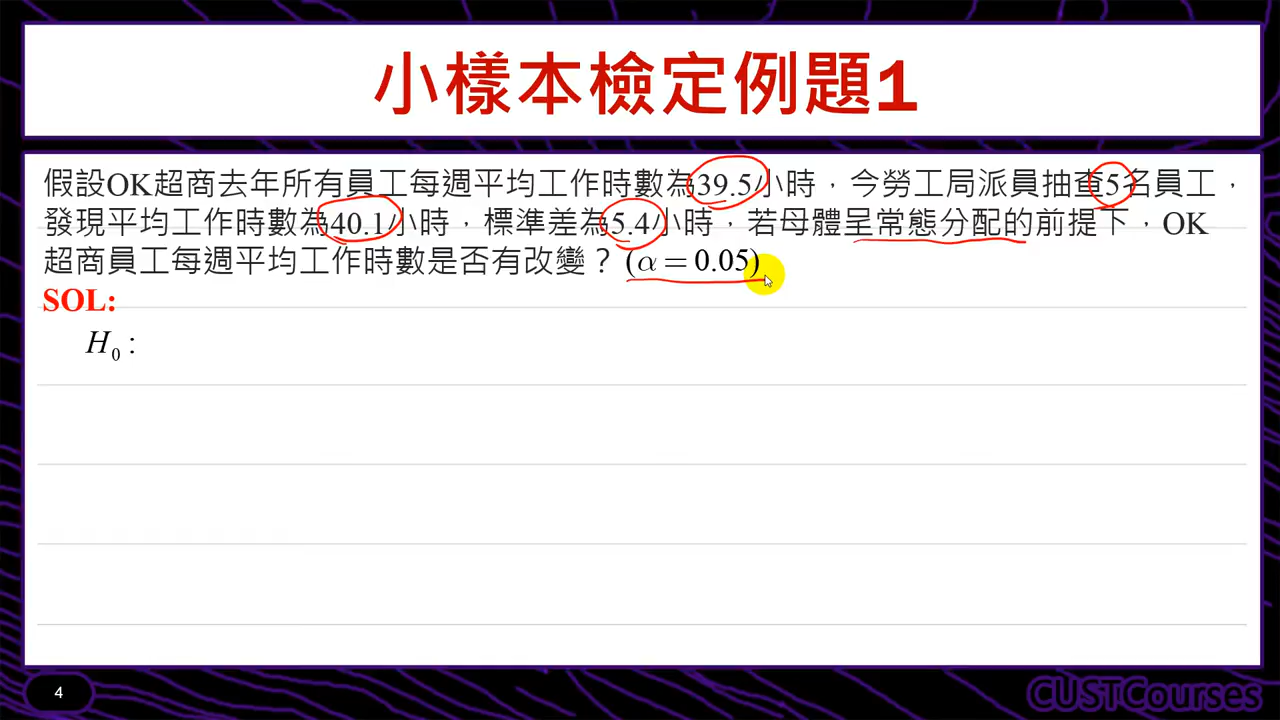 小樣本檢定例題1
假設OK超商去年所有員工每週平均工作時數為39.5小時，今勞工局派員抽查5名員工，
發現平均工作時數為40.1小時，標準差為5.4小時，若母體呈常態分配的前提下，OK
超商員工每週平均工作時數是否有改變？(α = 0.05)
SOL:
H₀ :
4
CUSTCourses